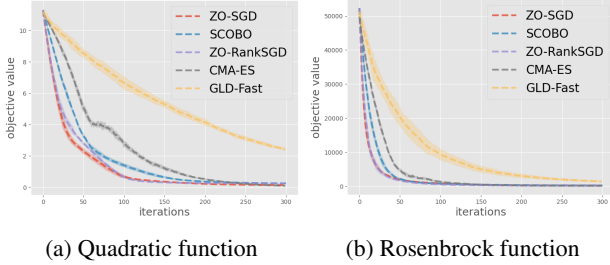 ZO-SGD
SCOBO
ZO-RankSGD
CMA-ES
GLD-Fast
objective value
10
8
6
4
2
0
0
50
100
150
200
250
300
iterations
(a) Quadratic function
ZO-SGD
SCOBO
ZO-RankSGD
CMA-ES
GLD-Fast
objective value
50000
40000
30000
20000
10000
0
0
50
100
150
200
250
300
iterations
(b) Rosenbrock function